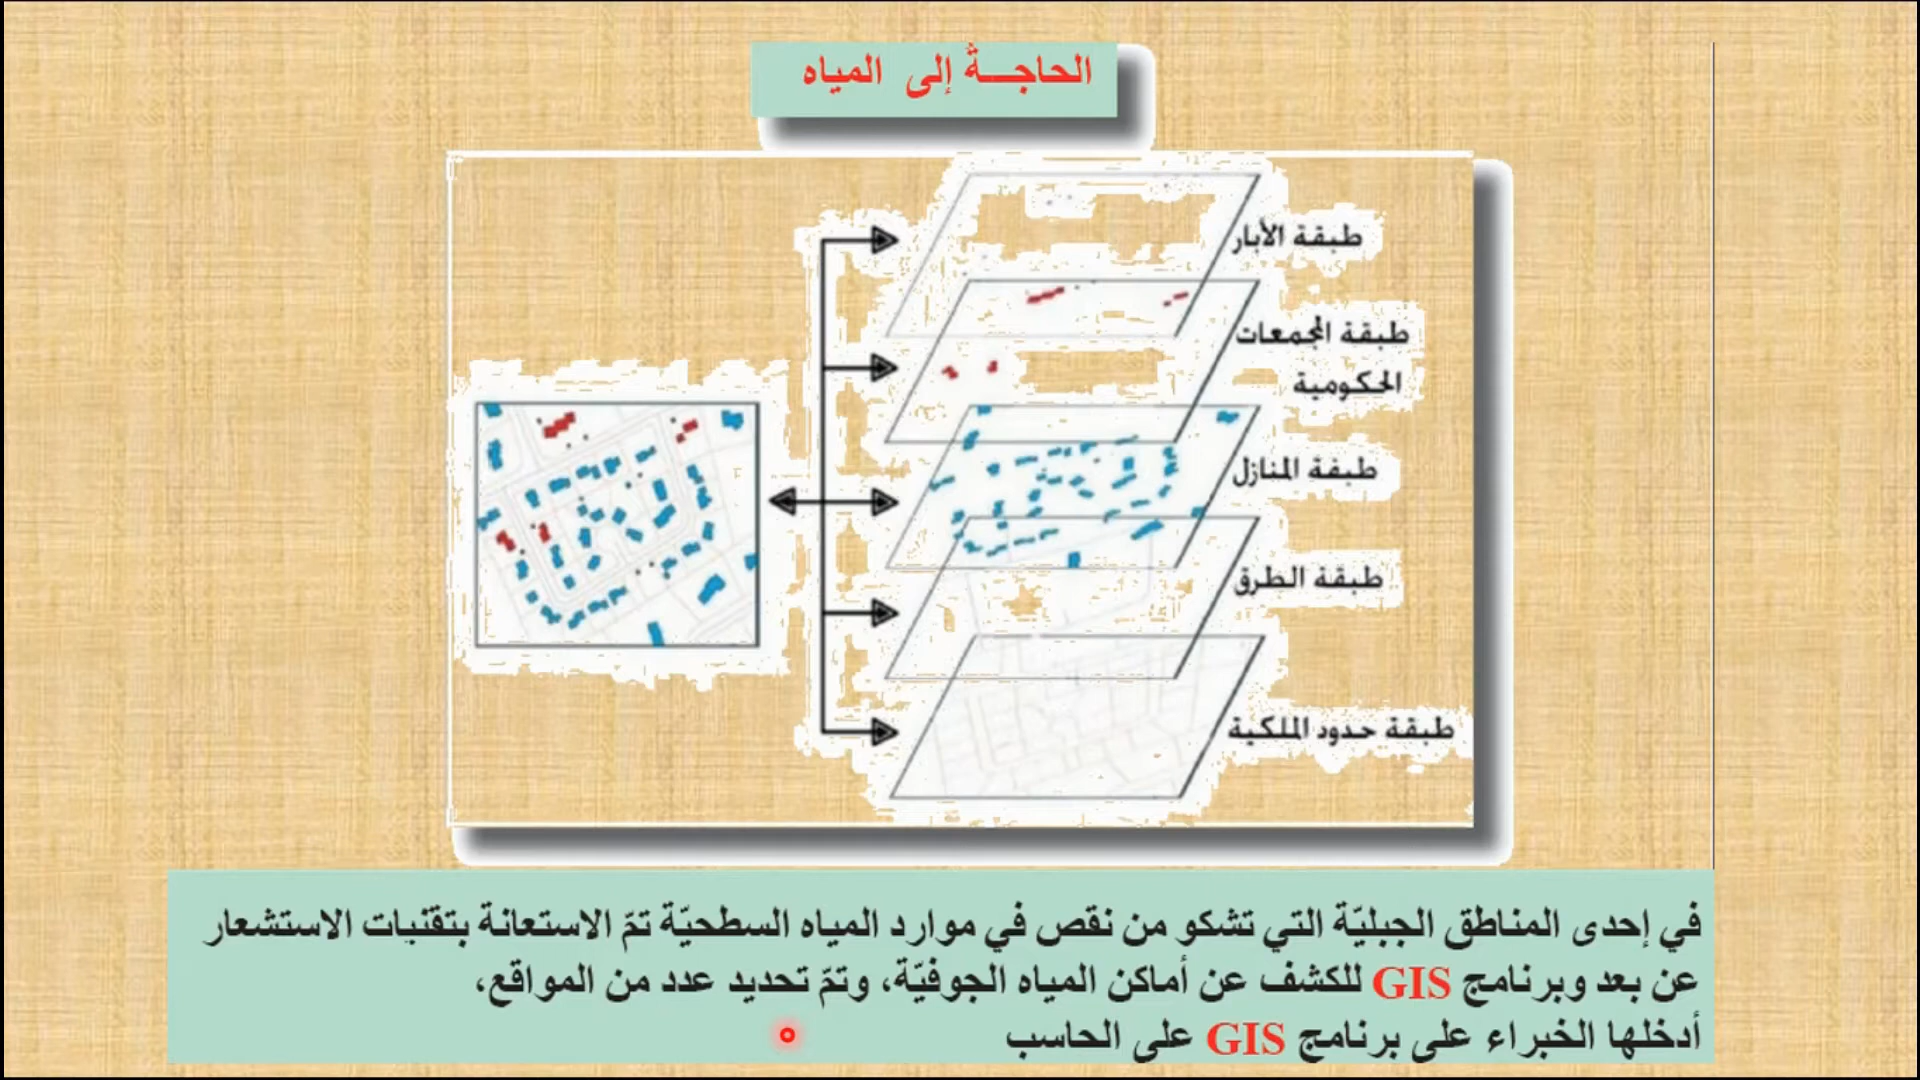 الحاجـــةُ إلى المياه
طبقة الأبار
طبقة المجمعات
الحكومية
طبقة المنازل
طبقة الطرق
طبقة حدود الملكية
في إحدى المناطق الجبليّة التي تشكو من نقص في موارد المياه السطحيّة تمّ الاستعانة بتقنيات الاستشعار
عن بعد وبرنامج GIS للكشف عن أماكن المياه الجوفيّة، وتمّ تحديد عدد من المواقع،
أدخلها الخبراء على برنامج GIS على الحاسب